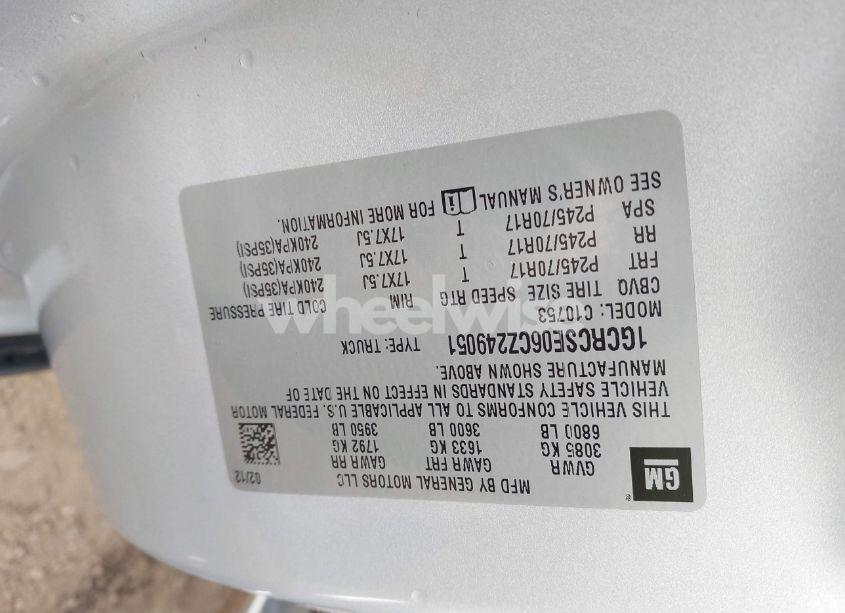 GM
®
MFD BY GENERAL MOTORS LLC
02/12
GVWR GAWR FRT GAWR RR
3085 KG 1633 KG 1792 KG
6800 LB 3600 LB 3950 LB
THIS VEHICLE CONFORMS TO ALL APPLICABLE U.S. FEDERAL MOTOR
VEHICLE SAFETY STANDARDS IN EFFECT ON THE DATE OF
MANUFACTURE SHOWN ABOVE.
1GCRCSE06CZ249051 TYPE: TRUCK
MODEL: C10753
CBVQ TIRE SIZE SPEED RTG RIM COLD TIRE PRESSURE
FRT P245/70R17 T 17X7.5J 240KPA(35PSI)
RR P245/70R17 T 17X7.5J 240KPA(35PSI)
SPA P245/70R17 T 17X7.5J 240KPA(35PSI)
SEE OWNER'S MANUAL FOR MORE INFORMATION.
wheelwise